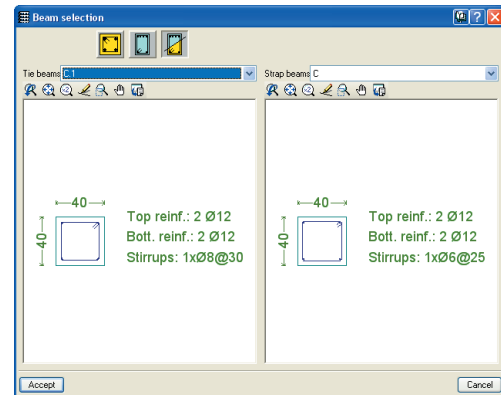 Beam selection
Tie beams C.1
Strap beams C
40
40
Top reinf.: 2 Ø12
Bott. reinf.: 2 Ø12
Stirrups: 1xØ8@30
40
40
Top reinf.: 2 Ø12
Bott. reinf.: 2 Ø12
Stirrups: 1xØ6@25
Accept
Cancel